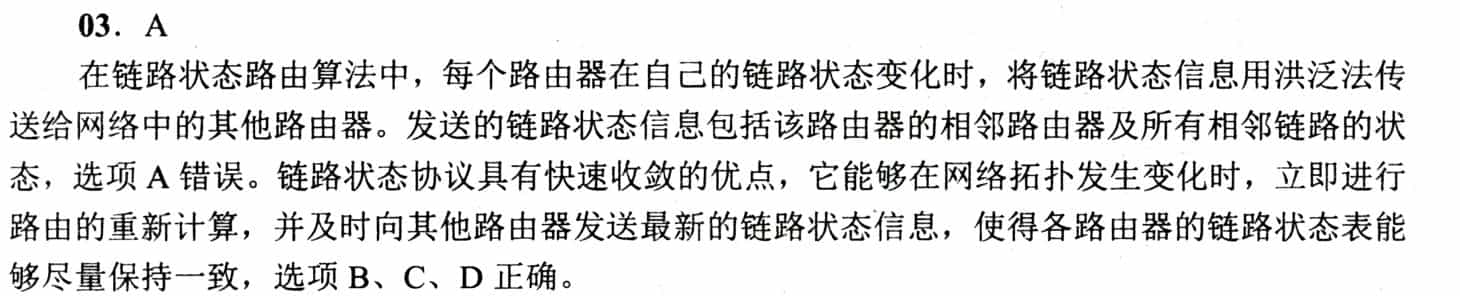 03. A
在链路状态路由算法中，每个路由器在自己的链路状态变化时，将链路状态信息用洪泛法传
送给网络中的其他路由器。发送的链路状态信息包括该路由器的相邻路由器及所有相邻链路的状
态，选项 A 错误。链路状态协议具有快速收敛的优点，它能够在网络拓扑发生变化时，立即进行
路由的重新计算，并及时向其他路由器发送最新的链路状态信息，使得各路由器的链路状态表能
够尽量保持一致，选项 B、C、D 正确。